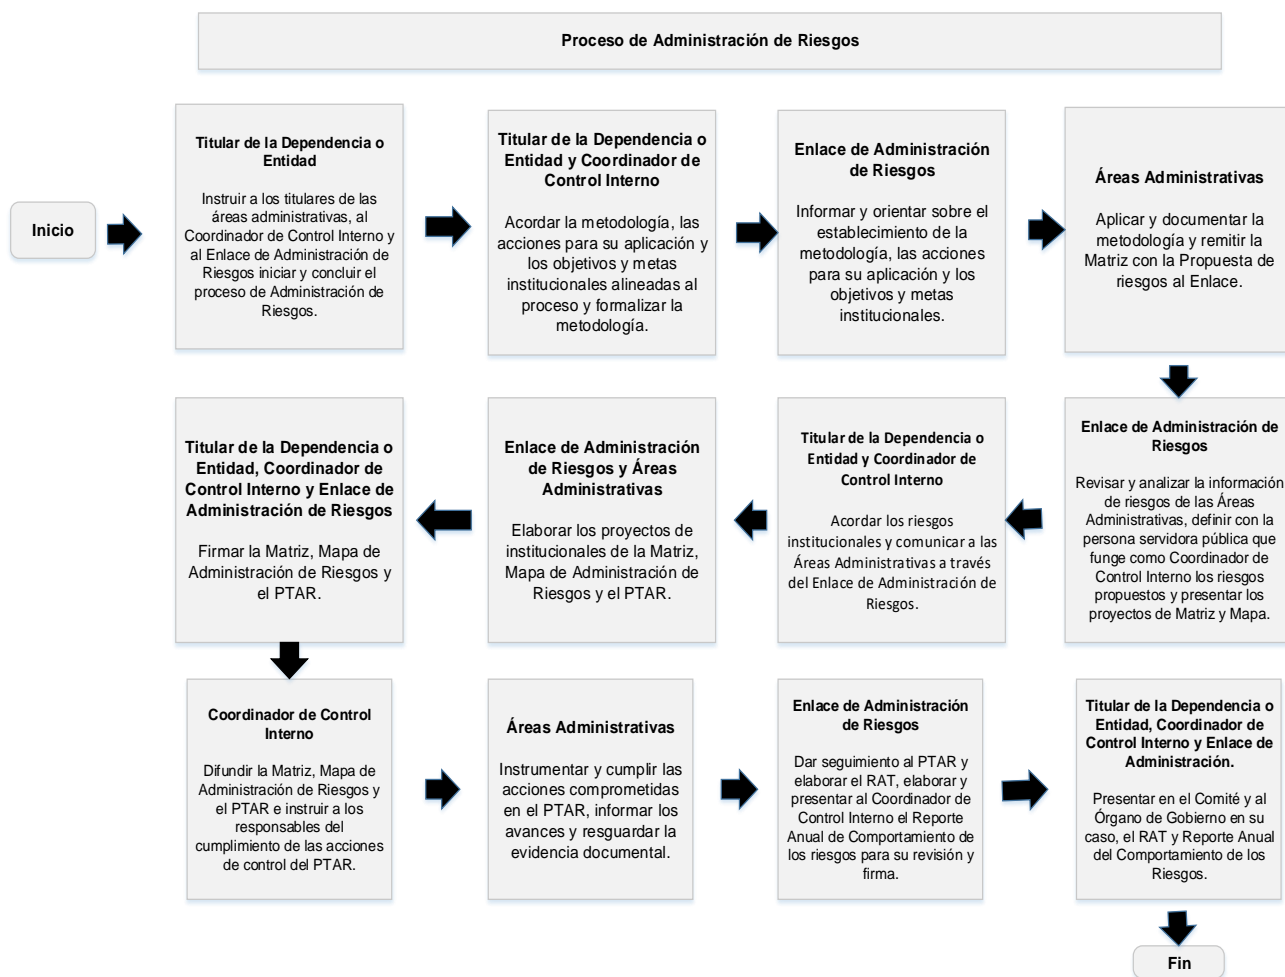 Proceso de Administración de Riesgos
Inicio
Titular de la Dependencia o
Entidad
Instruir a los titulares de las
áreas administrativas, al
Coordinador de Control Interno y
al Enlace de Administración de
Riesgos iniciar y concluir el
proceso de Administración de
Riesgos.
Titular de la Dependencia o
Entidad y Coordinador de
Control Interno
Acordar la metodología, las
acciones para su aplicación y
los objetivos y metas
institucionales alineadas al
proceso y formalizar la
metodología.
Enlace de Administración
de Riesgos
Informar y orientar sobre el
establecimiento de la
metodología, las acciones
para su aplicación y los
objetivos y metas
institucionales.
Áreas Administrativas
Aplicar y documentar la
metodología y remitir la
Matriz con la Propuesta de
riesgos al Enlace.
Enlace de Administración de
Riesgos
Revisar y analizar la información
de riesgos de las Áreas
Administrativas, definir con la
persona servidora pública que
funge como Coordinador de
Control Interno los riesgos
propuestos y presentar los
proyectos de Matriz y Mapa.
Titular de la Dependencia o
Entidad y Coordinador de
Control Interno
Acordar los riesgos
institucionales y comunicar a las
Áreas Administrativas a través
del Enlace de Administración de
Riesgos.
Enlace de Administración
de Riesgos y Áreas
Administrativas
Elaborar los proyectos de
institucionales de la Matriz,
Mapa de Administración de
Riesgos y el PTAR.
Titular de la Dependencia o
Entidad, Coordinador de
Control Interno y Enlace de
Administración de Riesgos
Firmar la Matriz, Mapa de
Administración de Riesgos y
el PTAR.
Coordinador de Control
Interno
Difundir la Matriz, Mapa de
Administración de Riesgos y
el PTAR e instruir a los
responsables del
cumplimiento de las acciones
de control del PTAR.
Áreas Administrativas
Instrumentar y cumplir las
acciones comprometidas
en el PTAR, informar los
avances y resguardar la
evidencia documental.
Enlace de Administración
de Riesgos
Dar seguimiento al PTAR y
elaborar el RAT, elaborar y
presentar al Coordinador de
Control Interno el Reporte
Anual de Comportamiento de
los riesgos para su revisión y
firma.
Titular de la Dependencia o
Entidad, Coordinador de
Control Interno y Enlace de
Administración.
Presentar en el Comité y al
Órgano de Gobierno en su
caso, el RAT y Reporte Anual
del Comportamiento de los
Riesgos.
Fin